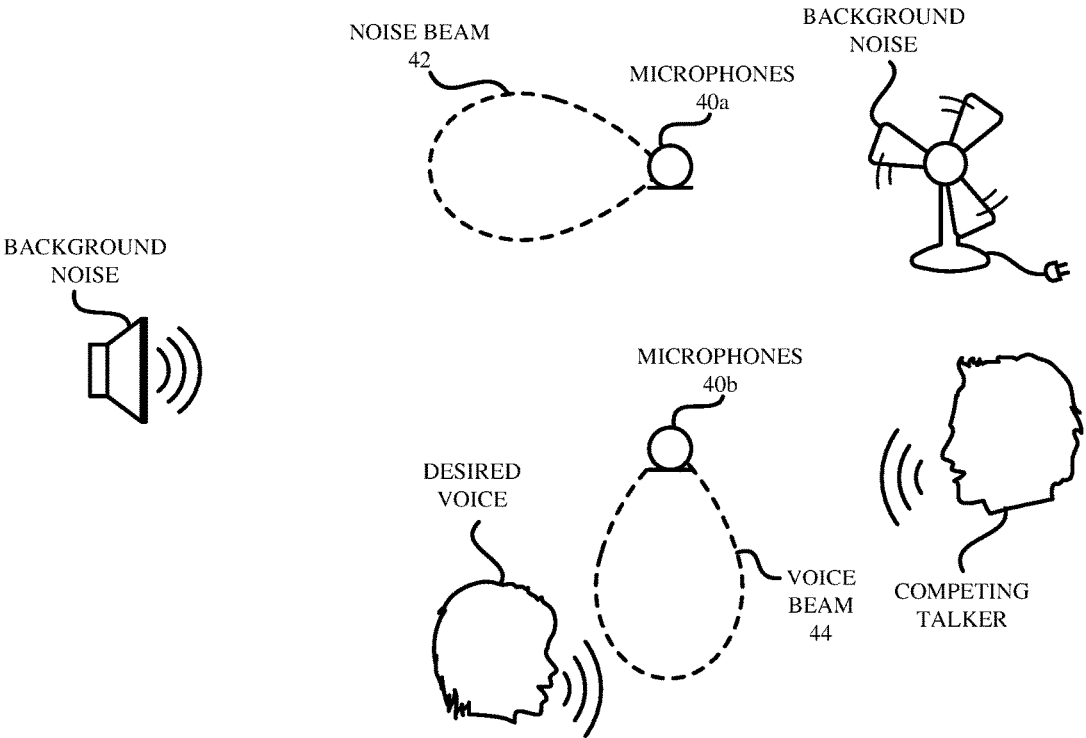 BACKGROUND
NOISE
NOISE BEAM
42
MICROPHONES
40a
BACKGROUND
NOISE
MICROPHONES
40b
DESIRED
VOICE
VOICE
BEAM
44
COMPETING
TALKER